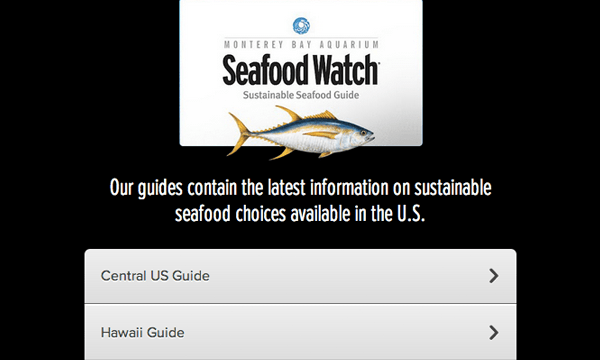 MONTEREY BAY AQUARIUM
Seafood Watch
Sustainable Seafood Guide
Our guides contain the latest information on sustainable
seafood choices available in the U.S.
Central US Guide
Hawaii Guide